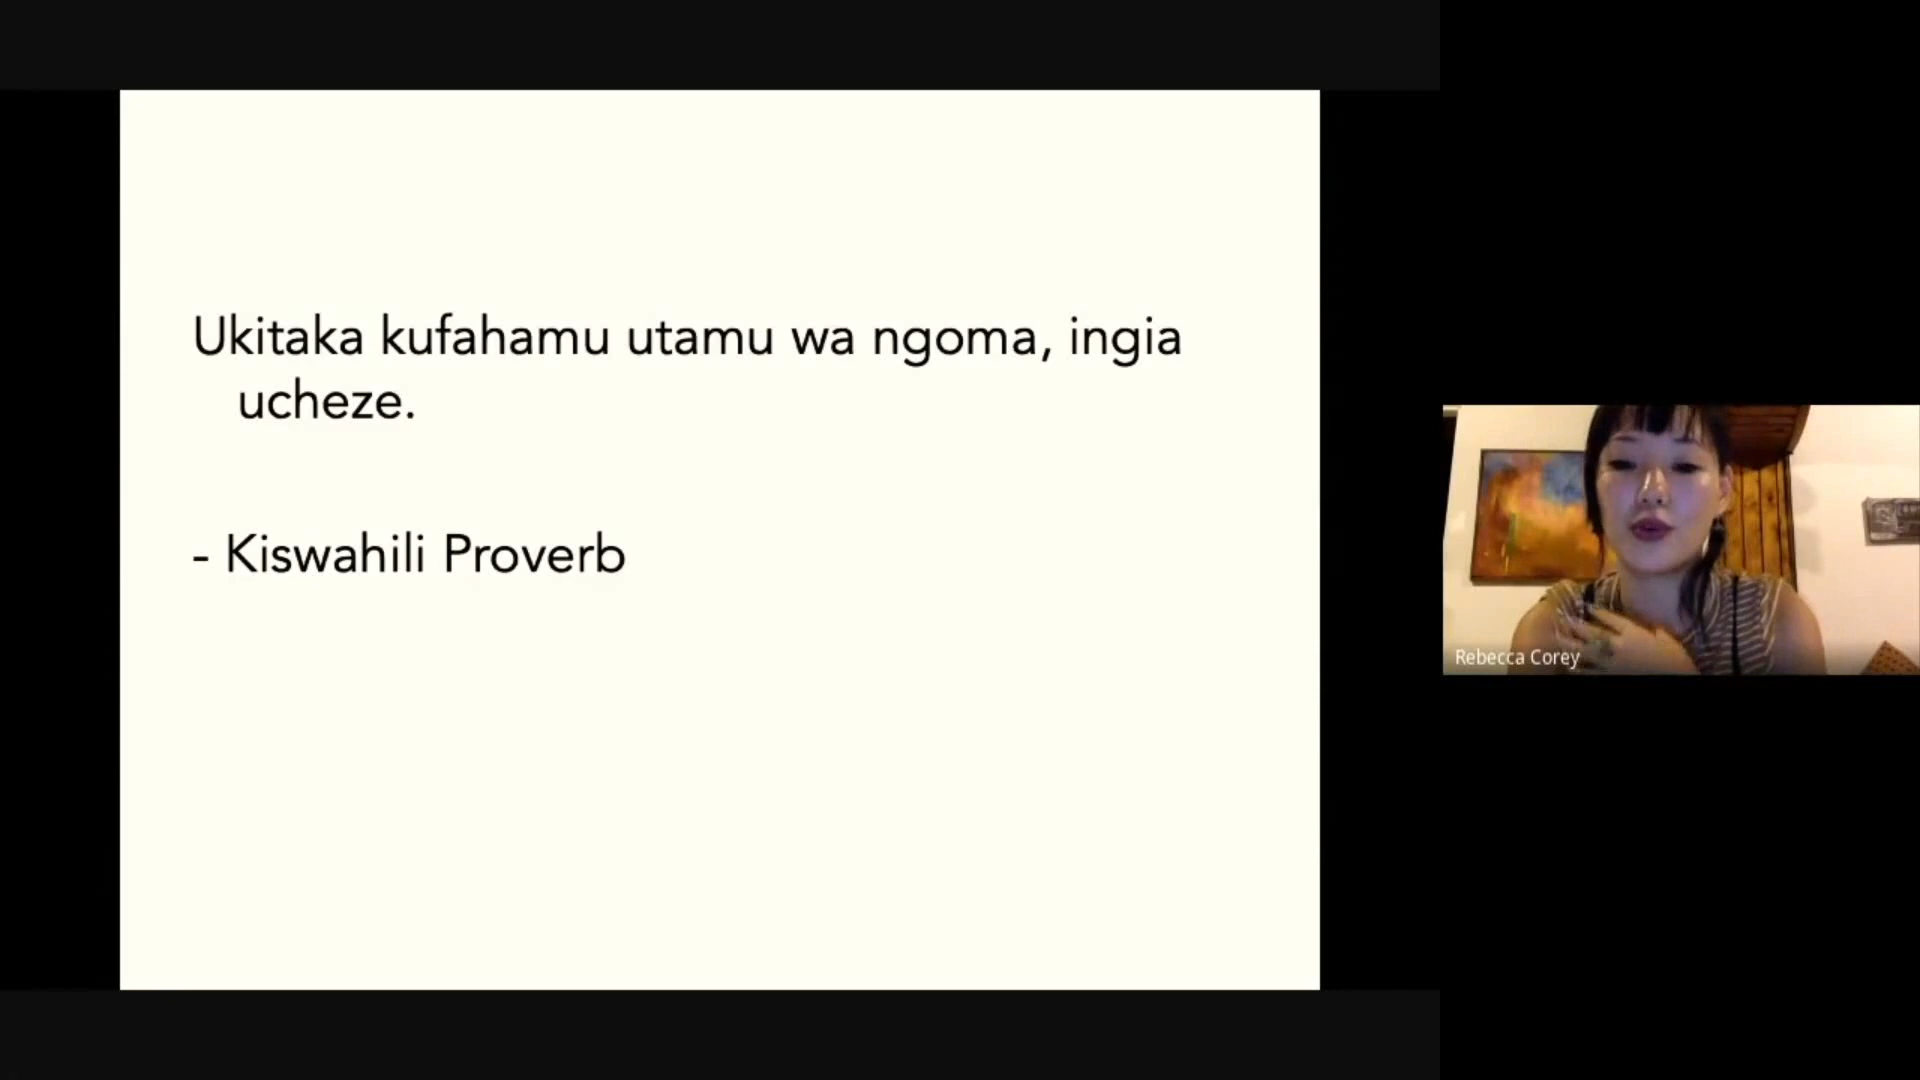 Ukitaka kufahamu utamu wa ngoma, ingia
ucheze.
- Kiswahili Proverb
Rebecca Corey